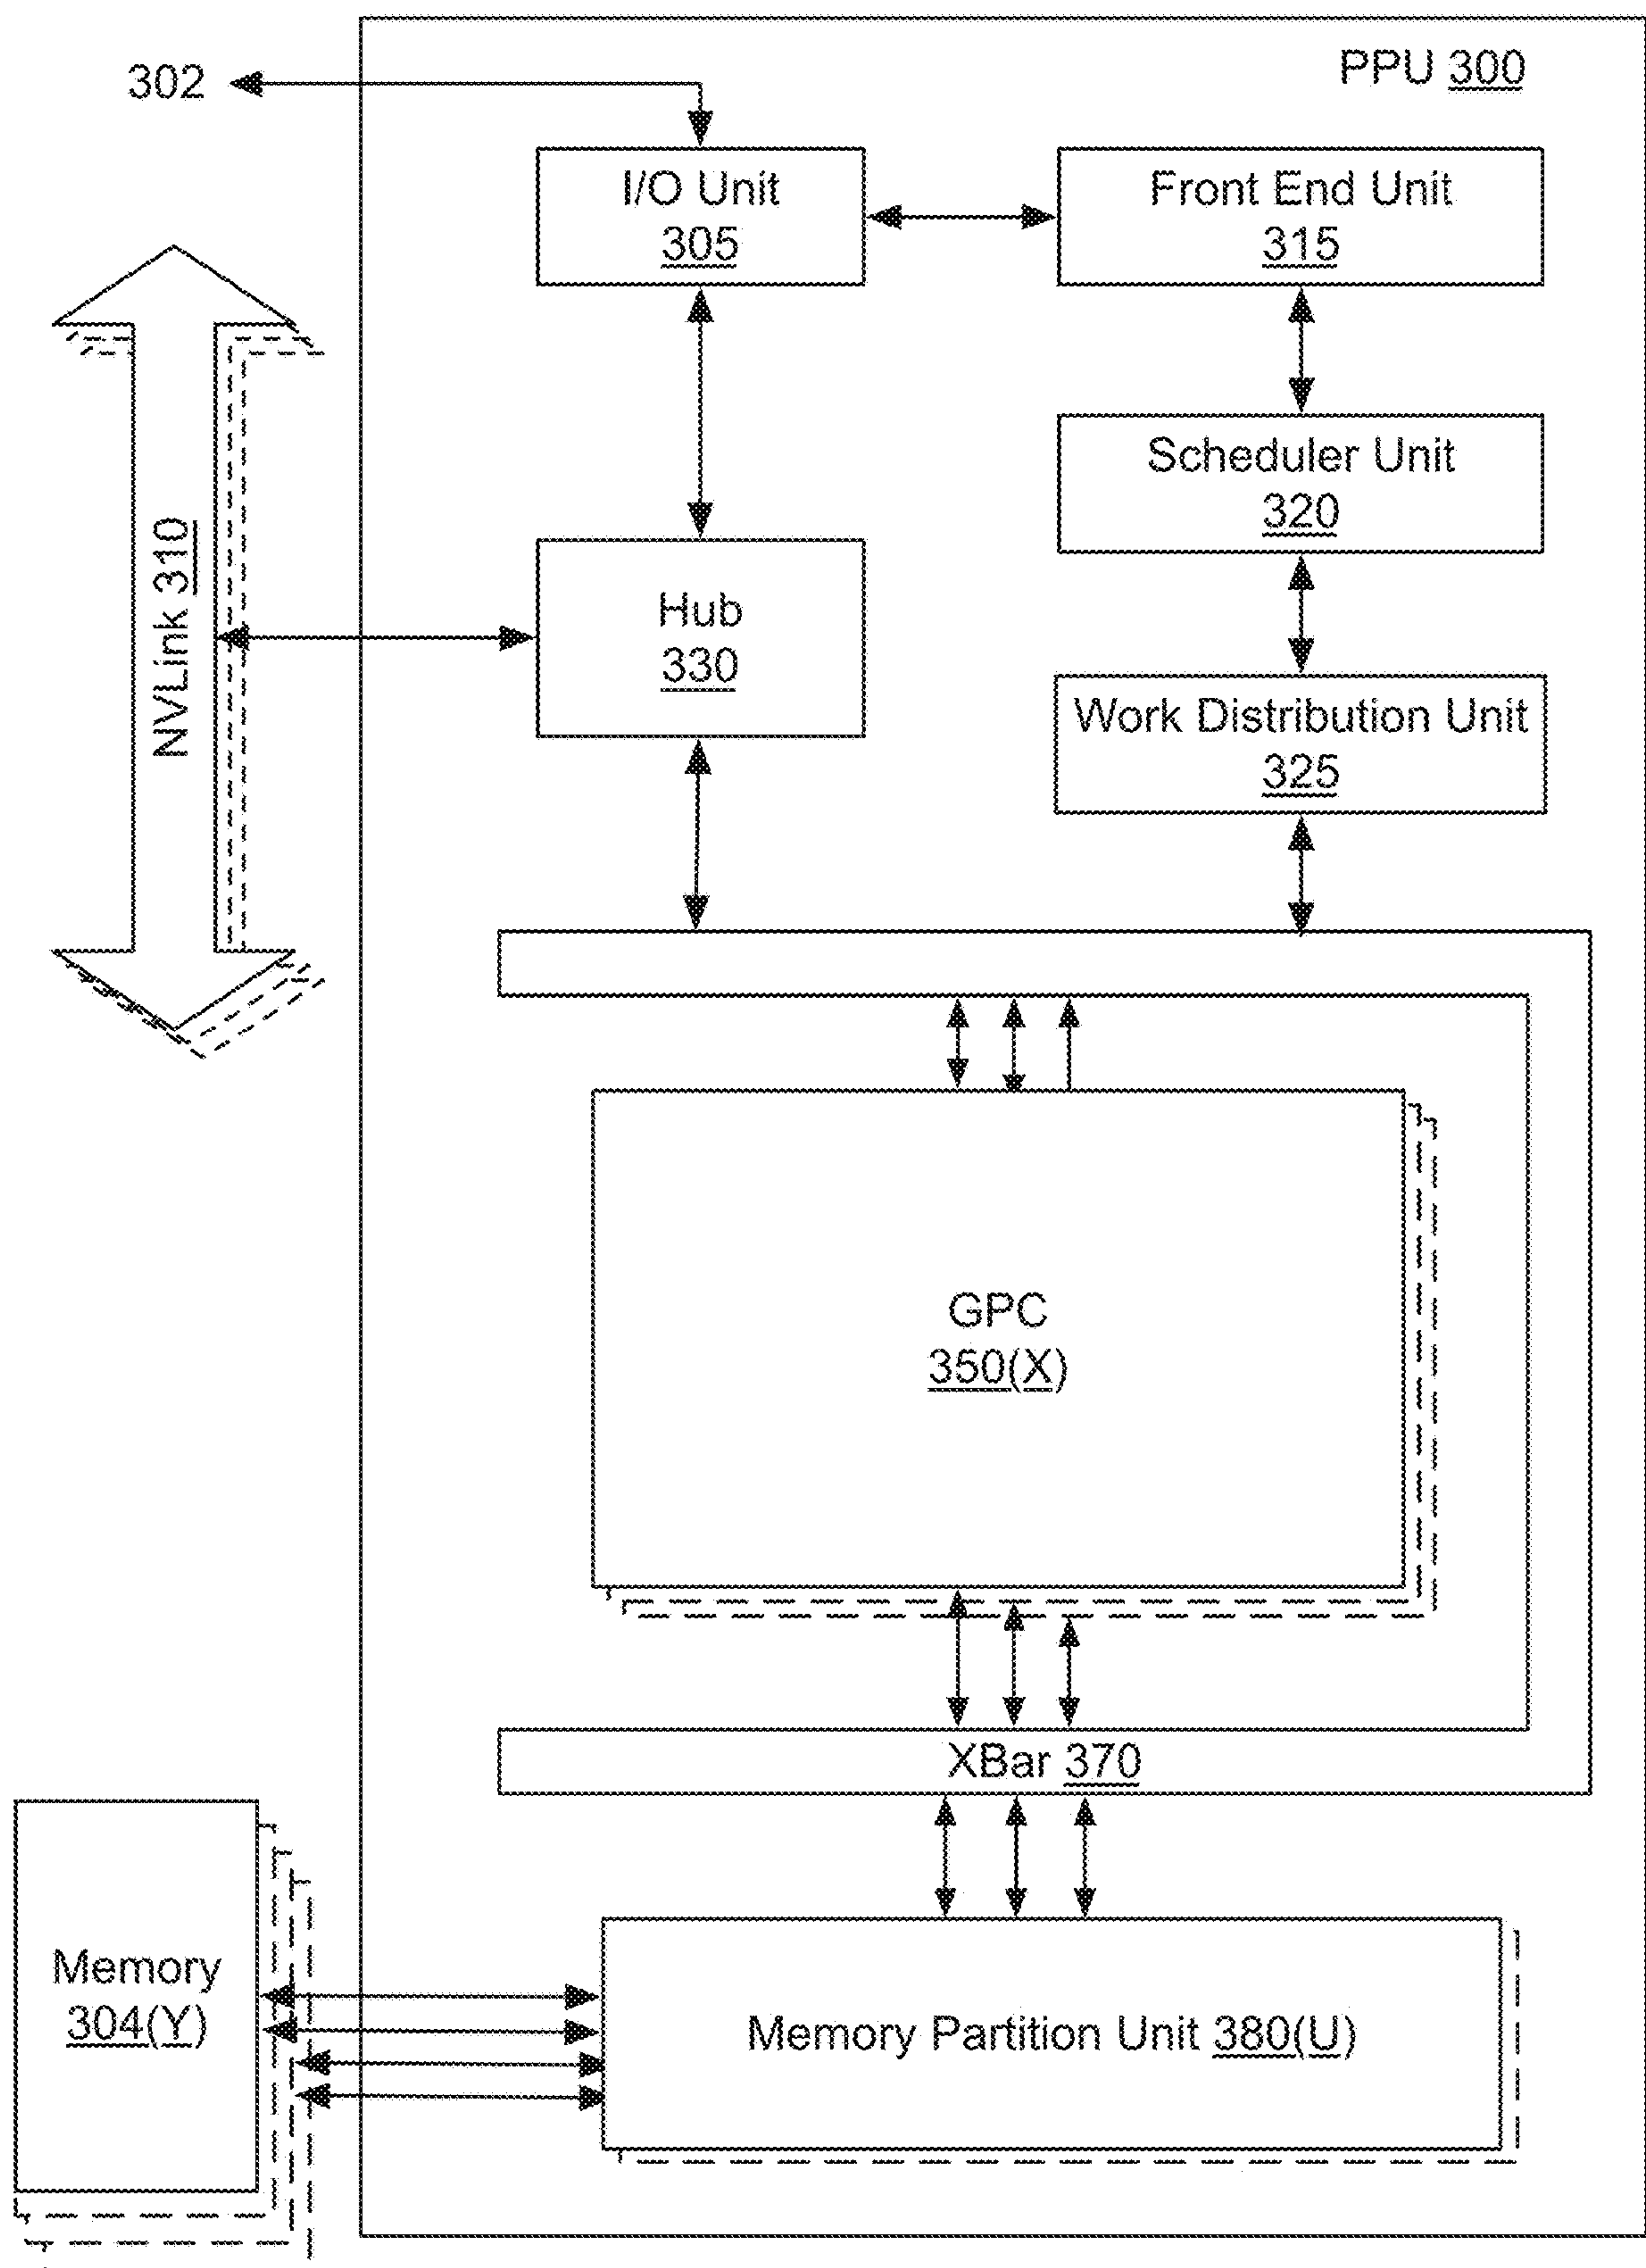 PPU 300
302
I/O Unit
305
Front End Unit
315
Scheduler Unit
320
NVLink 310
Hub
330
Work Distribution Unit
325
GPC
350(X)
XBar 370
Memory
304(Y)
Memory Partition Unit 380(U)